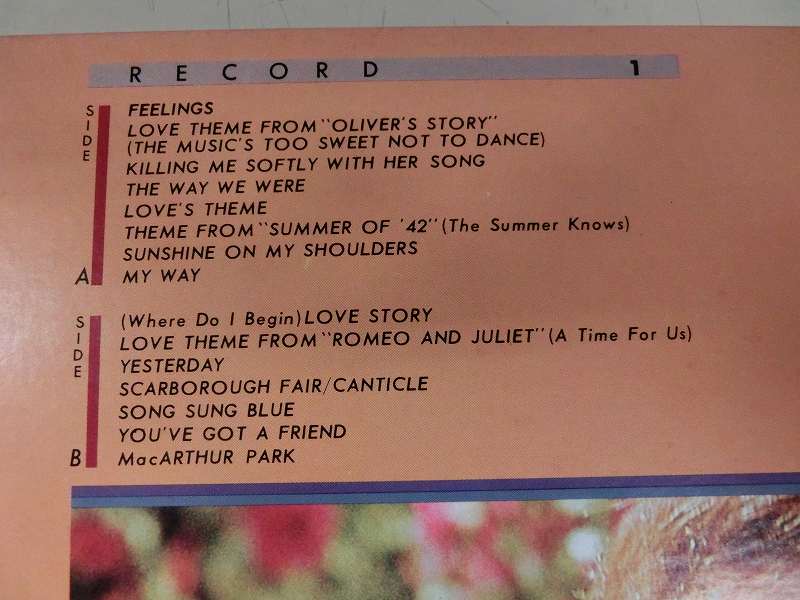 RECORD 1
SIDE A
FEELINGS
LOVE THEME FROM "OLIVER'S STORY"
(THE MUSIC'S TOO SWEET NOT TO DANCE)
KILLING ME SOFTLY WITH HER SONG
THE WAY WE WERE
LOVE'S THEME
THEME FROM "SUMMER OF '42" (The Summer Knows)
SUNSHINE ON MY SHOULDERS
MY WAY
SIDE B
(Where Do I Begin) LOVE STORY
LOVE THEME FROM "ROMEO AND JULIET" (A Time For Us)
YESTERDAY
SCARBOROUGH FAIR/CANTICLE
SONG SUNG BLUE
YOU'VE GOT A FRIEND
MacARTHUR PARK